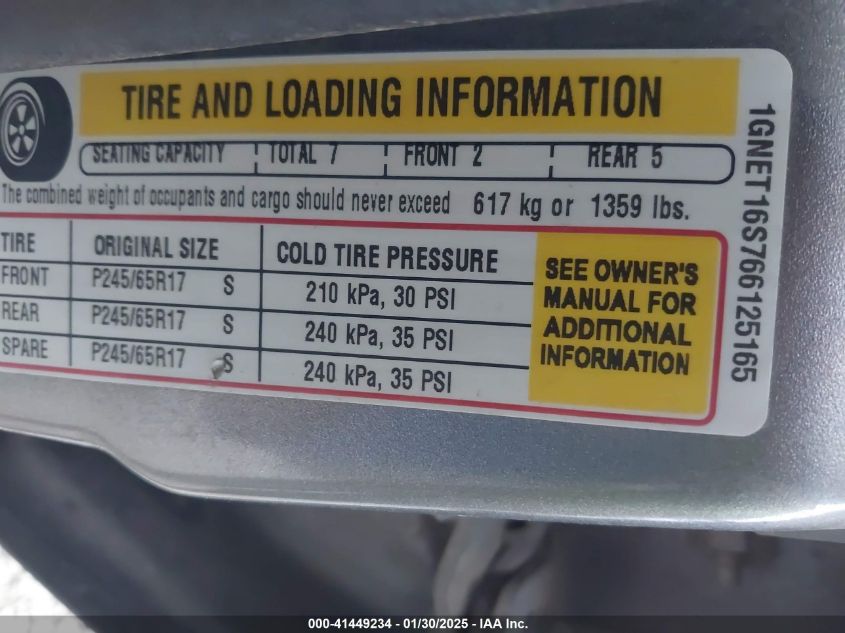 TIRE AND LOADING INFORMATION
SEATING CAPACITY TOTAL 7 FRONT 2 REAR 5
The combined weight of occupants and cargo should never exceed 617 kg or 1359 lbs.
TIRE ORIGINAL SIZE COLD TIRE PRESSURE
FRONT P245/65R17 S 210 kPa, 30 PSI
REAR P245/65R17 S 240 kPa, 35 PSI
SPARE P245/65R17 S 240 kPa, 35 PSI
SEE OWNER'S
MANUAL FOR
ADDITIONAL
INFORMATION
1GNET16S766125165
000-41449234 - 01/30/2025 - IAA Inc.